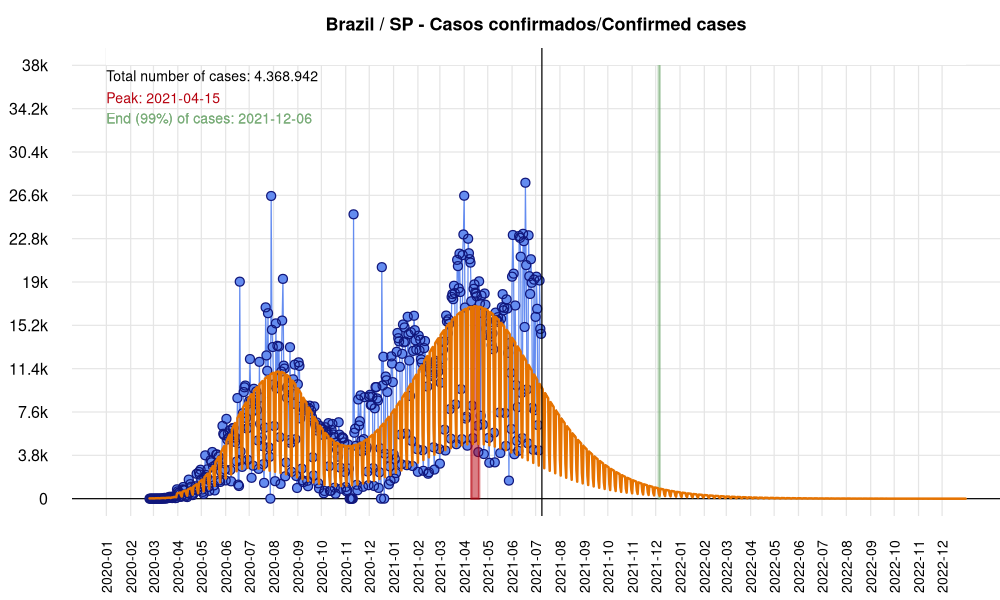 Brazil / SP - Casos confirmados/Confirmed cases
Total number of cases: 4.368.942
Peak: 2021-04-15
End (99%) of cases: 2021-12-06
38k
34.2k
30.4k
26.6k
22.8k
19k
15.2k
11.4k
7.6k
3.8k
0
2020-01
2020-02
2020-03
2020-04
2020-05
2020-06
2020-07
2020-08
2020-09
2020-10
2020-11
2020-12
2021-01
2021-02
2021-03
2021-04
2021-05
2021-06
2021-07
2021-08
2021-09
2021-10
2021-11
2021-12
2022-01
2022-02
2022-03
2022-04
2022-05
2022-06
2022-07
2022-08
2022-09
2022-10
2022-11
2022-12